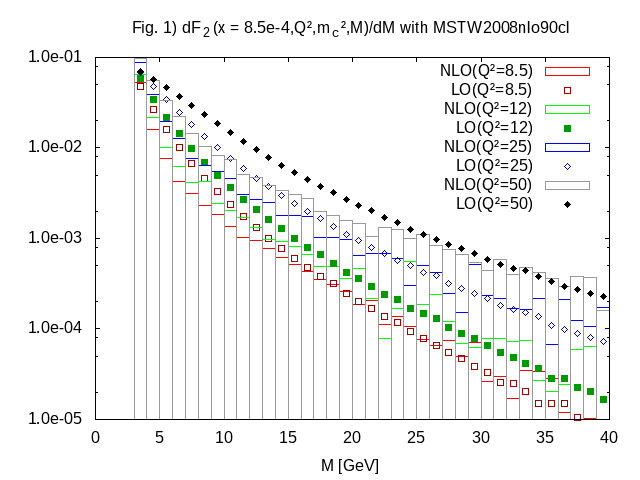 Fig. 1) dF₂(x = 8.5e-4,Q²,m_c²,M)/dM with MSTW2008nlo90cl
1.0e-01
NLO(Q²=8.5)
LO(Q²=8.5)
NLO(Q²=12)
LO(Q²=12)
NLO(Q²=25)
LO(Q²=25)
NLO(Q²=50)
LO(Q²=50)
1.0e-02
1.0e-03
1.0e-04
1.0e-05
0 5 10 15 20 25 30 35 40
M [GeV]